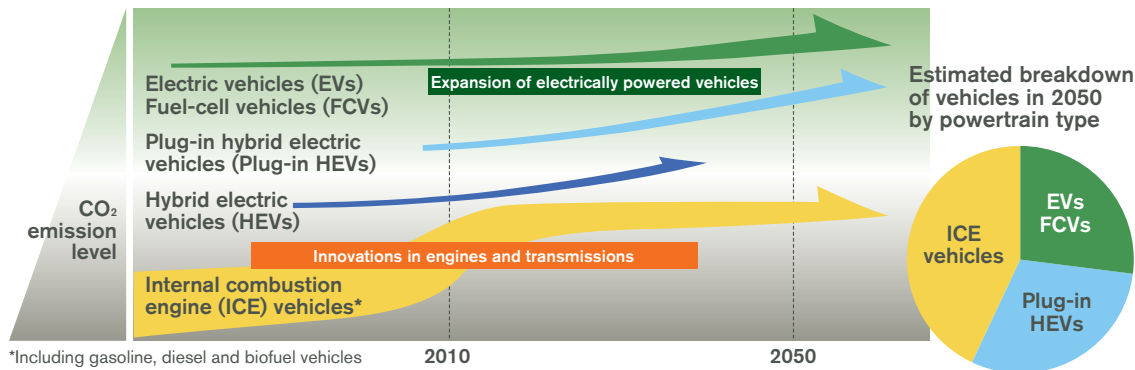 Electric vehicles (EVs)
Fuel-cell vehicles (FCVs)
Expansion of electrically powered vehicles
Plug-in hybrid electric
vehicles (Plug-in HEVs)
Hybrid electric
vehicles (HEVs)
CO₂
emission
level
Innovations in engines and transmissions
Internal combustion
engine (ICE) vehicles*
*Including gasoline, diesel and biofuel vehicles
2010
2050
Estimated breakdown
of vehicles in 2050
by powertrain type
EVs
FCVs
ICE
vehicles
Plug-in
HEVs